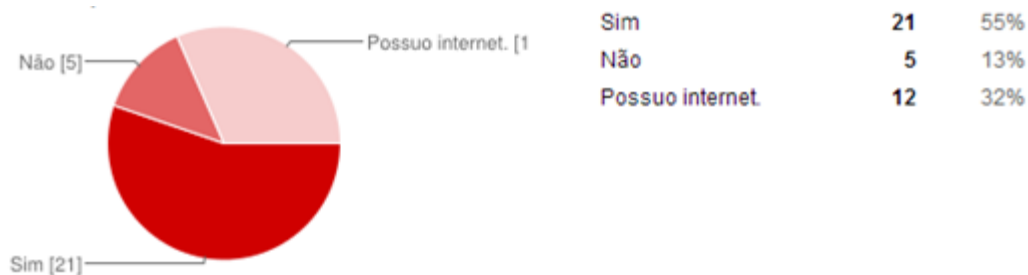 Não [5]
Possuo internet. [1
Sim [21]
Sim 21 55%
Não 5 13%
Possuo internet. 12 32%